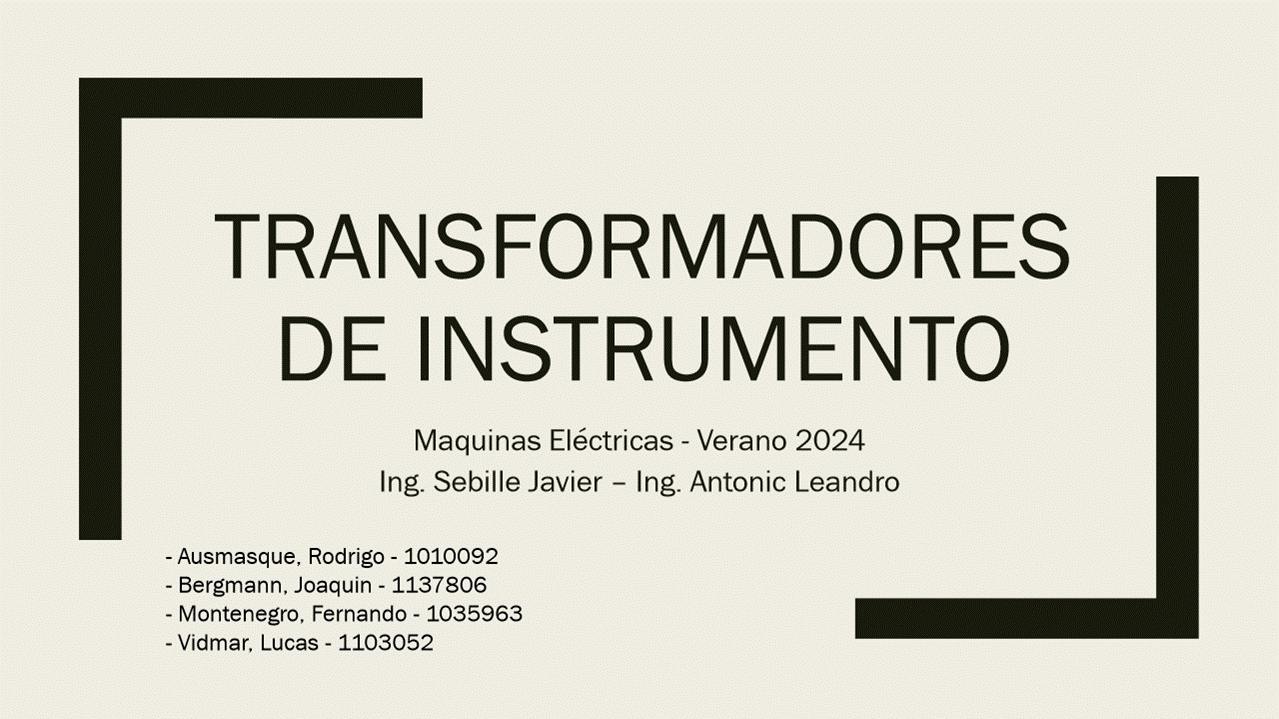 TRANSFORMADORES
DE INSTRUMENTO
Maquinas Eléctricas - Verano 2024
Ing. Sebille Javier – Ing. Antonic Leandro
- Ausmasque, Rodrigo - 1010092
- Bergmann, Joaquin - 1137806
- Montenegro, Fernando - 1035963
- Vidmar, Lucas - 1103052